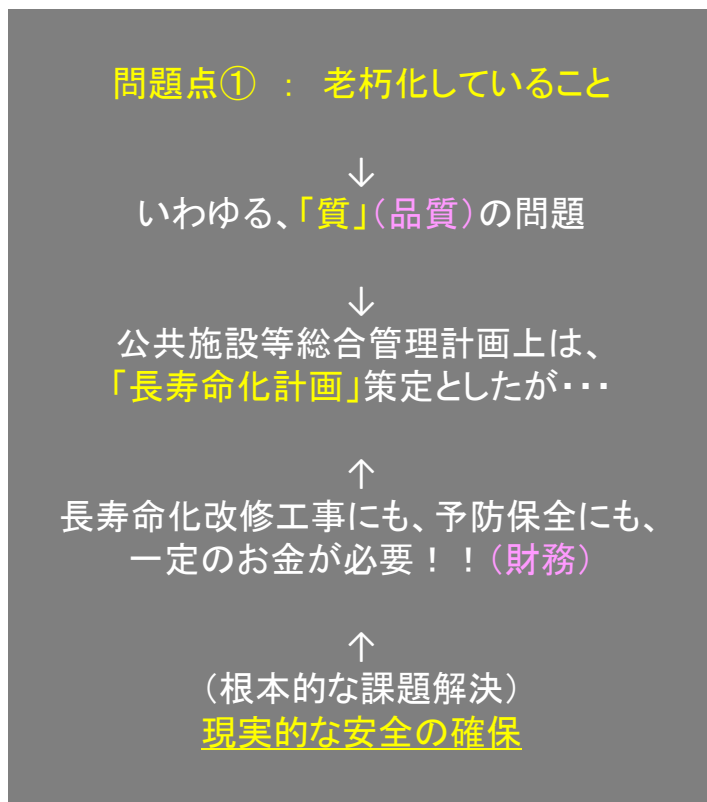 問題点① ： 老朽化していること
↓
いわゆる、「質」（品質）の問題
↓
公共施設等総合管理計画上は、
「長寿命化計画」策定としたが・・・
↑
長寿命化改修工事にも、予防保全にも、
一定のお金が必要！！（財務）
↑
（根本的な課題解決）
現実的な安全の確保